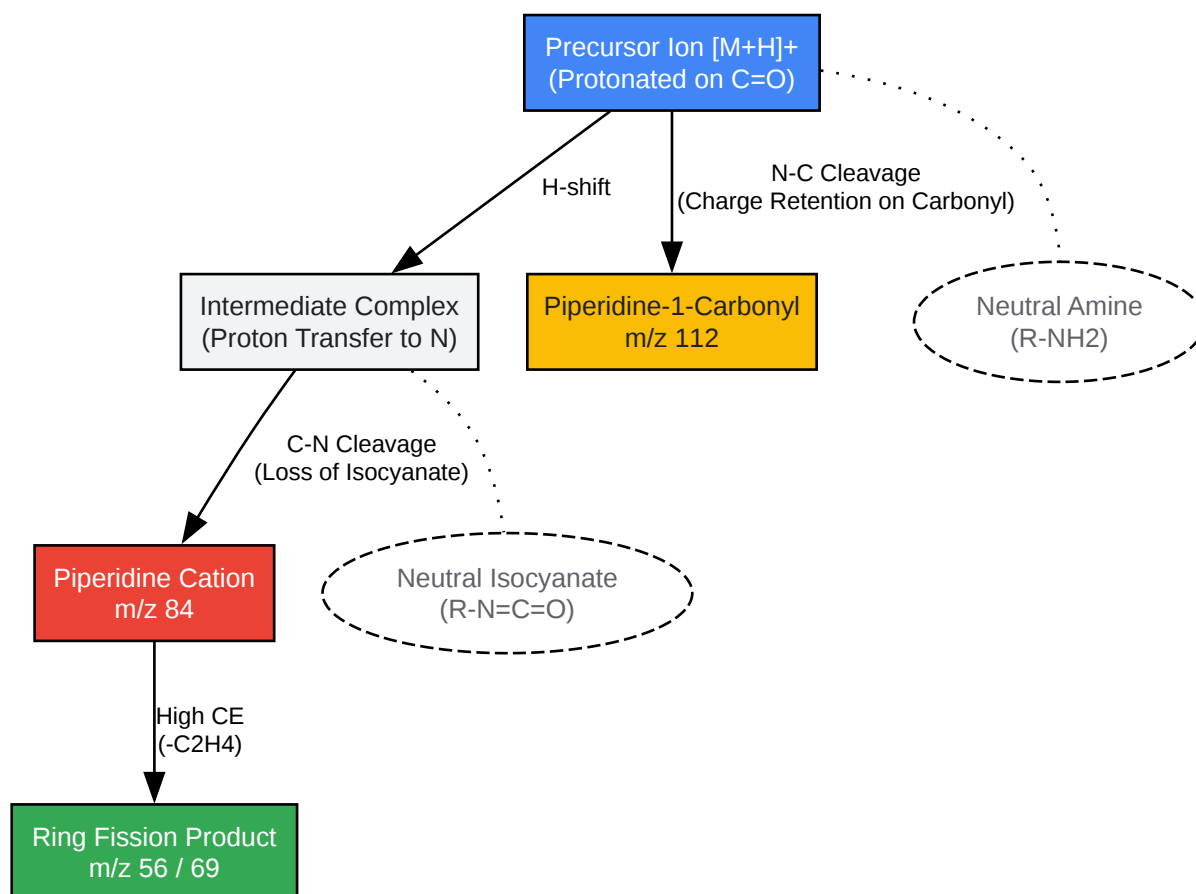 Precursor Ion [M+H]+
(Protonated on C=O)
H-shift
N-C Cleavage
(Charge Retention on Carbonyl)
Intermediate Complex
(Proton Transfer to N)
Piperidine-1-Carbonyl
m/z 112
Neutral Amine
(R-NH2)
C-N Cleavage
(Loss of Isocyanate)
Piperidine Cation
m/z 84
Neutral Isocyanate
(R-N=C=O)
High CE
(-C2H4)
Ring Fission Product
m/z 56 / 69